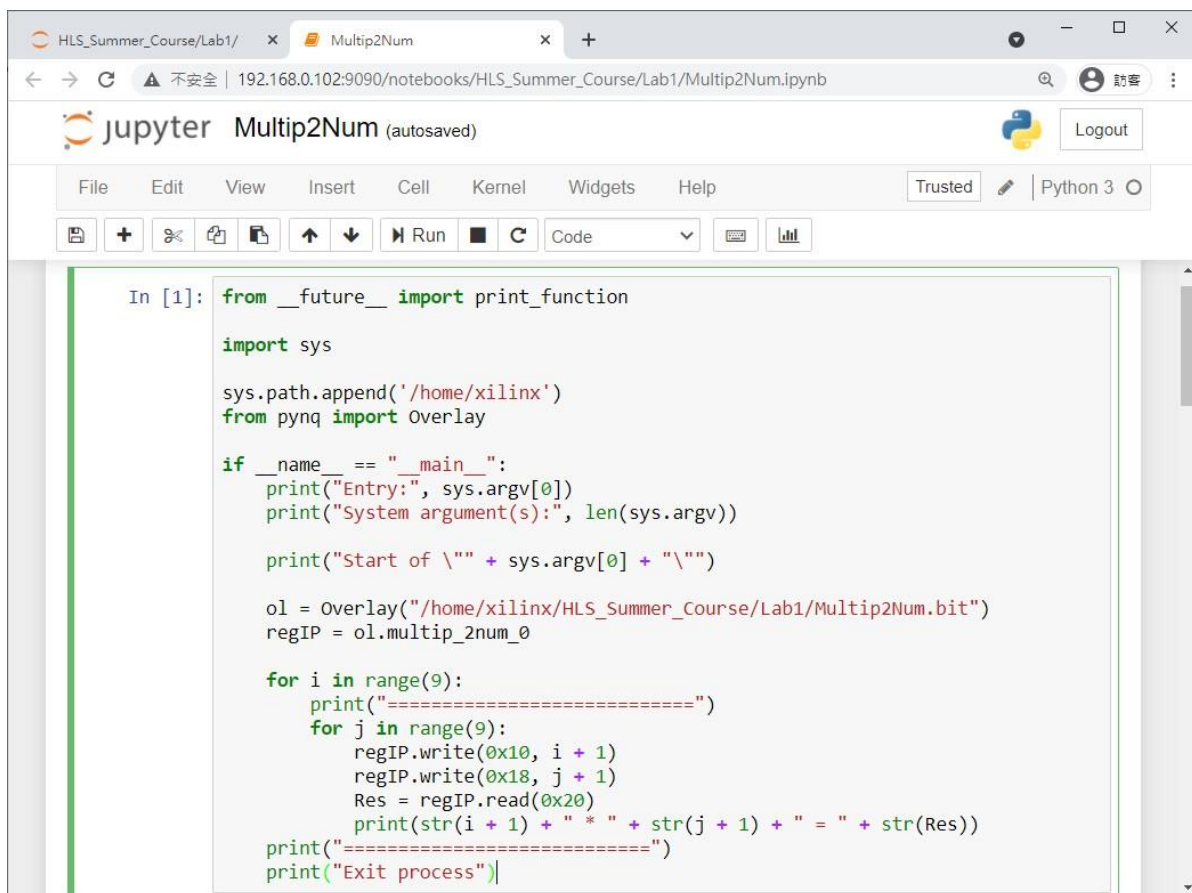 HLS_Summer_Course/Lab1/
Multip2Num
不安全 | 192.168.0.102:9090/notebooks/HLS_Summer_Course/Lab1/Multip2Num.ipynb
訪客
jupyter Multip2Num (autosaved)
Logout
File Edit View Insert Cell Kernel Widgets Help
Trusted | Python 3
Run Code
In [1]: from __future__ import print_function
import sys
sys.path.append('/home/xilinx')
from pynq import Overlay
if __name__ == "__main__":
    print("Entry:", sys.argv[0])
    print("System argument(s):", len(sys.argv))
    print("Start of \"" + sys.argv[0] + "\"")
    ol = Overlay("/home/xilinx/HLS_Summer_Course/Lab1/Multip2Num.bit")
    regIP = ol.multip_2num_0
    for i in range(9):
        print("============================")
        for j in range(9):
            regIP.write(0x10, i + 1)
            regIP.write(0x18, j + 1)
            Res = regIP.read(0x20)
            print(str(i + 1) + " * " + str(j + 1) + " = " + str(Res))
    print("============================")
    print("Exit process")